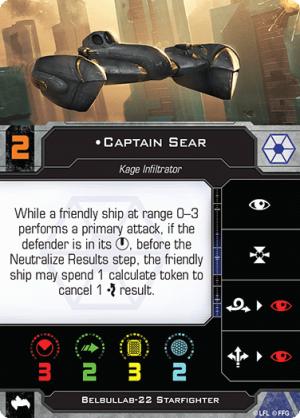 2
•Captain Sear
Kage Infiltrator
While a friendly ship at range 0–3
performs a primary attack, if the
defender is in its , before the
Neutralize Results step, the friendly
ship may spend 1 calculate token to
cancel 1 result.
3 2 3 2
Belbullab-22 Starfighter
©LFL ©FFG